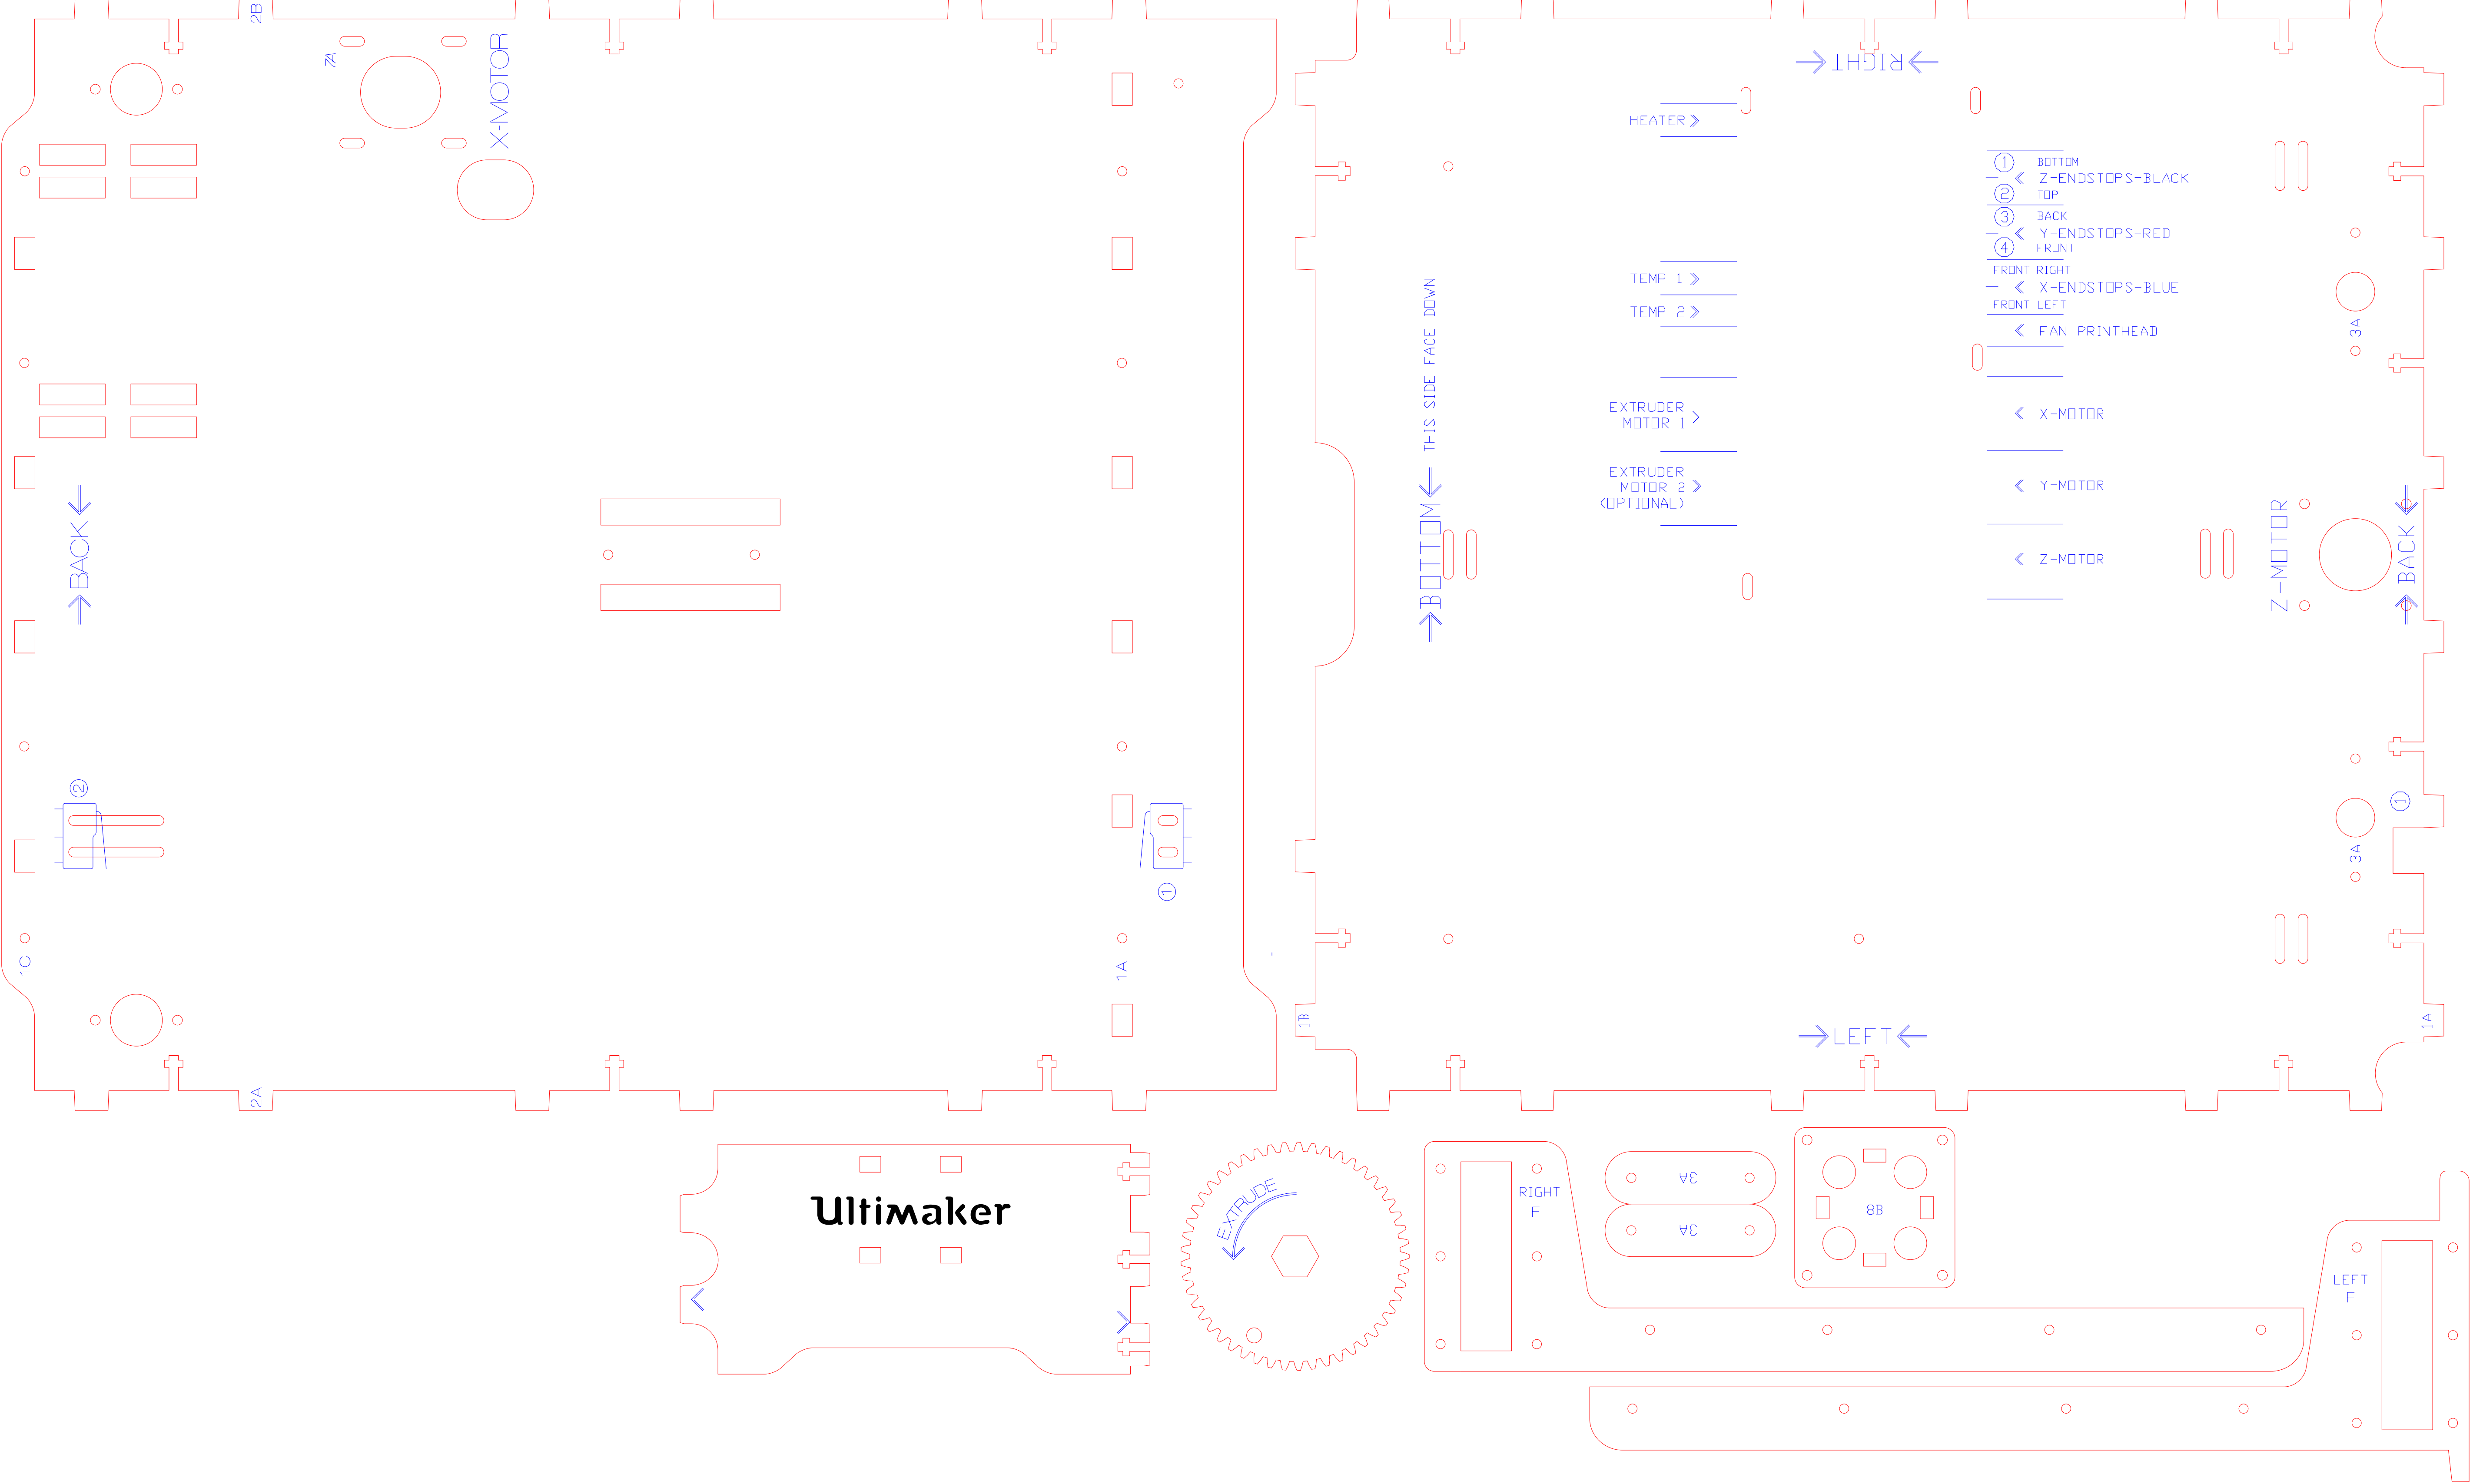 2B
7A
X-MOTOR
BACK
2
1C
2A
1
1A
RIGHT
HEATER
TEMP 1
TEMP 2
EXTRUDER
MOTOR 1
EXTRUDER
MOTOR 2
(OPTIONAL)
THIS SIDE FACE DOWN
BOTTOM
1 BOTTOM
Z-ENDSTOPS-BLACK
2 TOP
3 BACK
Y-ENDSTOPS-RED
4 FRONT
FRONT RIGHT
X-ENDSTOPS-BLUE
FRONT LEFT
FAN PRINTHEAD
X-MOTOR
Y-MOTOR
Z-MOTOR
3A
Z-MOTOR
BACK
1
3A
1B
LEFT
1A
Ultimaker
EXTRUDE
RIGHT
F
3A
3A
8B
LEFT
F